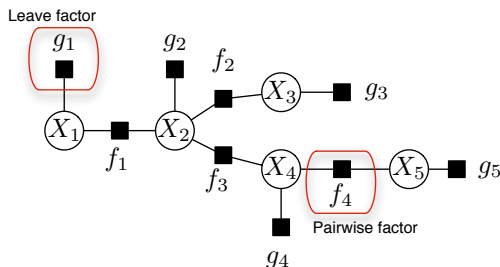 Leave factor
g1
g2
f2
X1
X2
X3
g3
f1
f3
X4
X5
g5
f4
g4
Pairwise factor